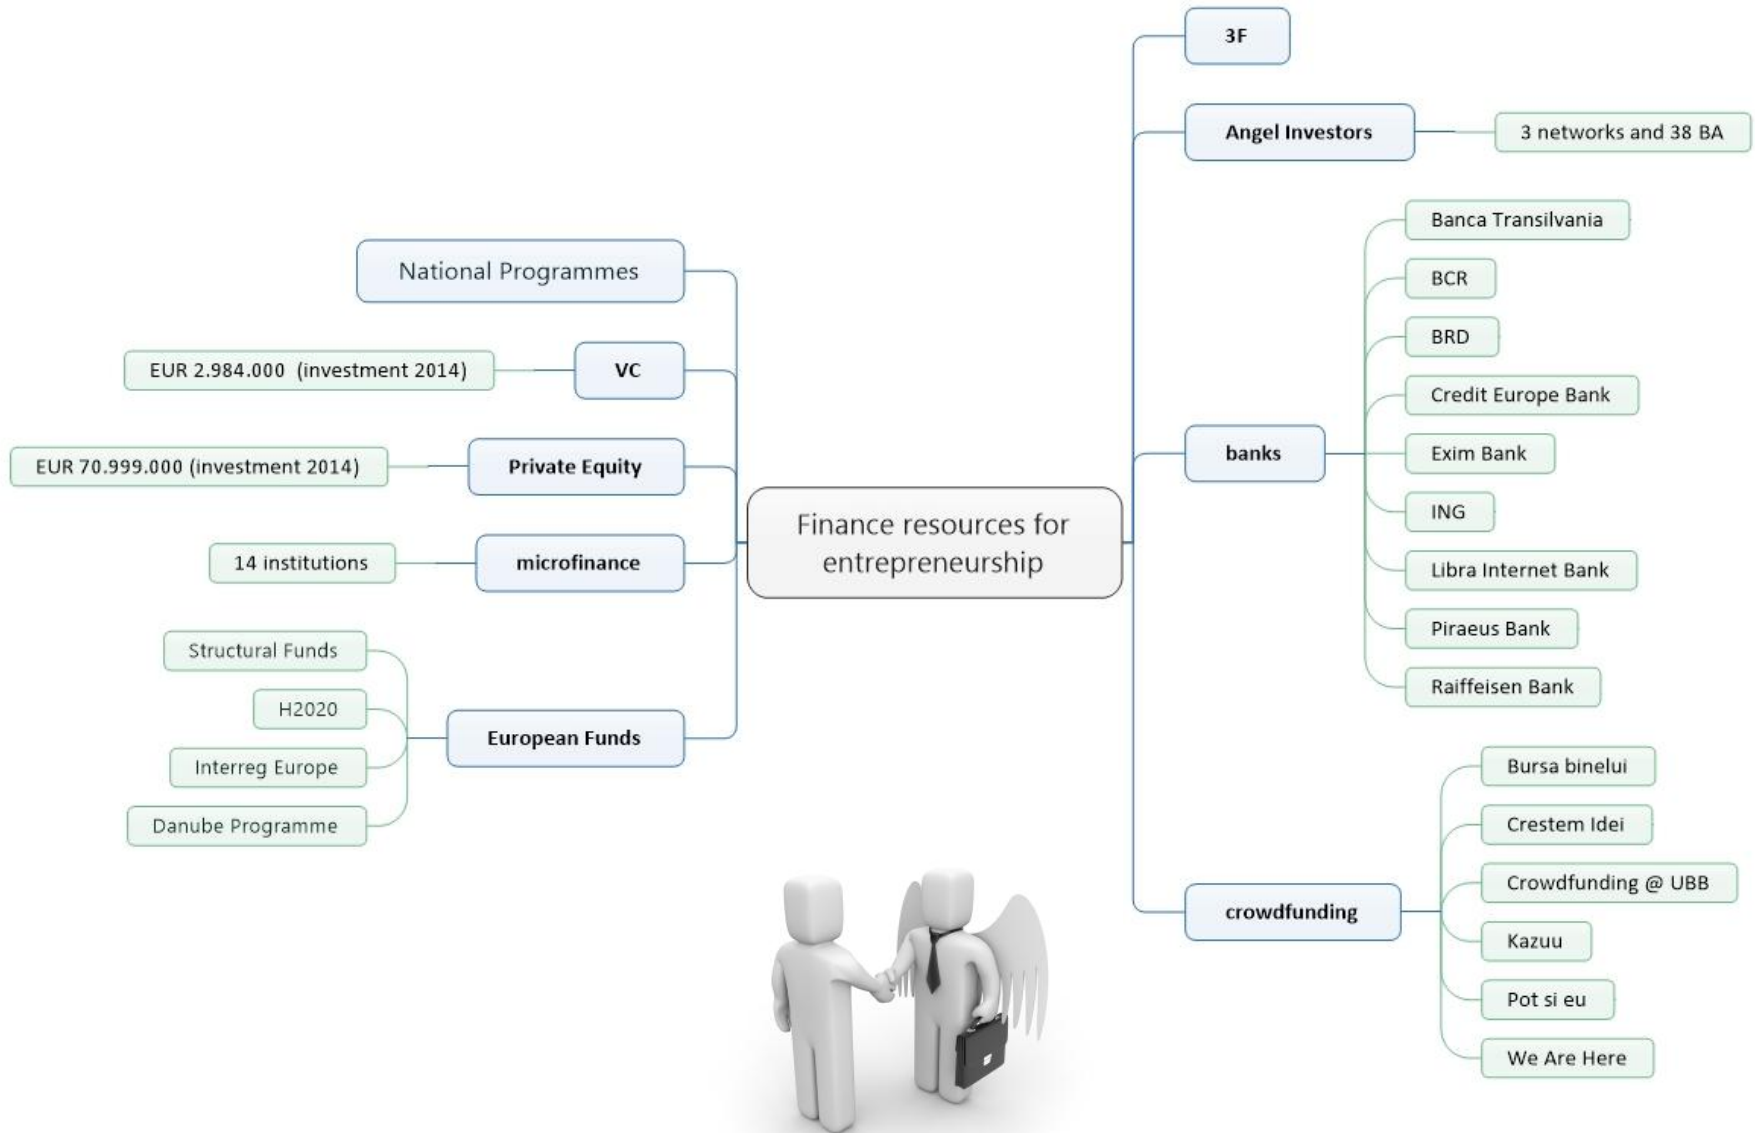 3F
Angel Investors
3 networks and 38 BA
Banca Transilvania
BCR
BRD
Credit Europe Bank
banks
Exim Bank
ING
Libra Internet Bank
Piraeus Bank
Raiffeisen Bank
Bursa binelui
Crestem Idei
Crowdfunding @ UBB
crowdfunding
Kazuu
Pot si eu
We Are Here
Finance resources for
entrepreneurship
National Programmes
EUR 2.984.000  (investment 2014)
VC
EUR 70.999.000 (investment 2014)
Private Equity
14 institutions
microfinance
Structural Funds
H2020
European Funds
Interreg Europe
Danube Programme